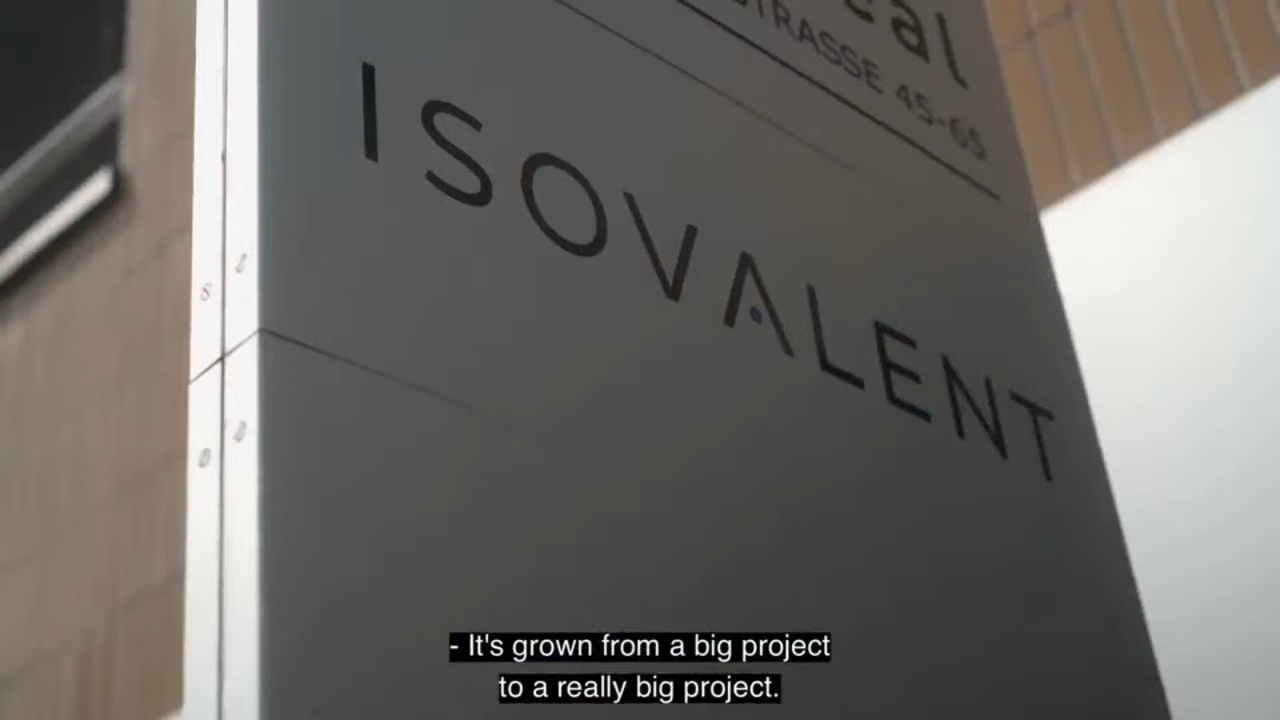 STRASSE 45-65
ISOVALENT
- It's grown from a big project
to a really big project.